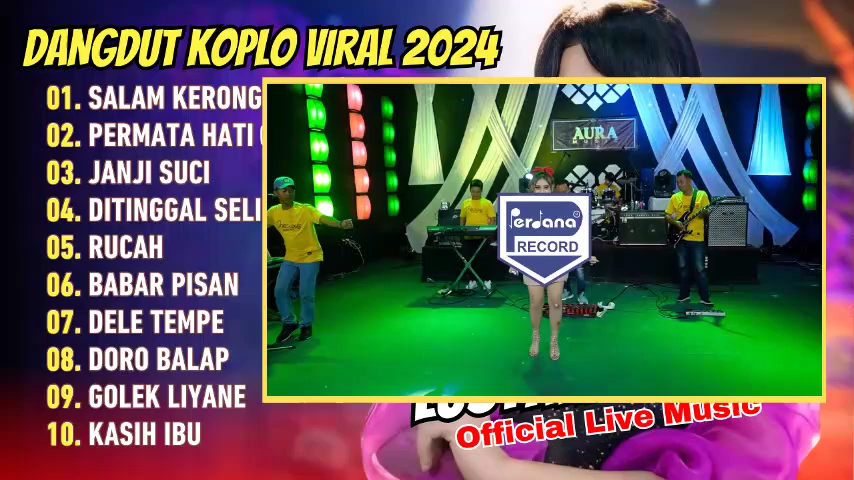 DANGDUT KOPLO VIRAL 2024
01. SALAM KERONG
02. PERMATA HATI
03. JANJI SUCI
04. DITINGGAL SELI
05. RUCAH
06. BABAR PISAN
07. DELE TEMPE
08. DORO BALAP
09. GOLEK LIYANE
10. KASIH IBU
AURA
MUSIC
Perdana
RECORD
Official Live Music